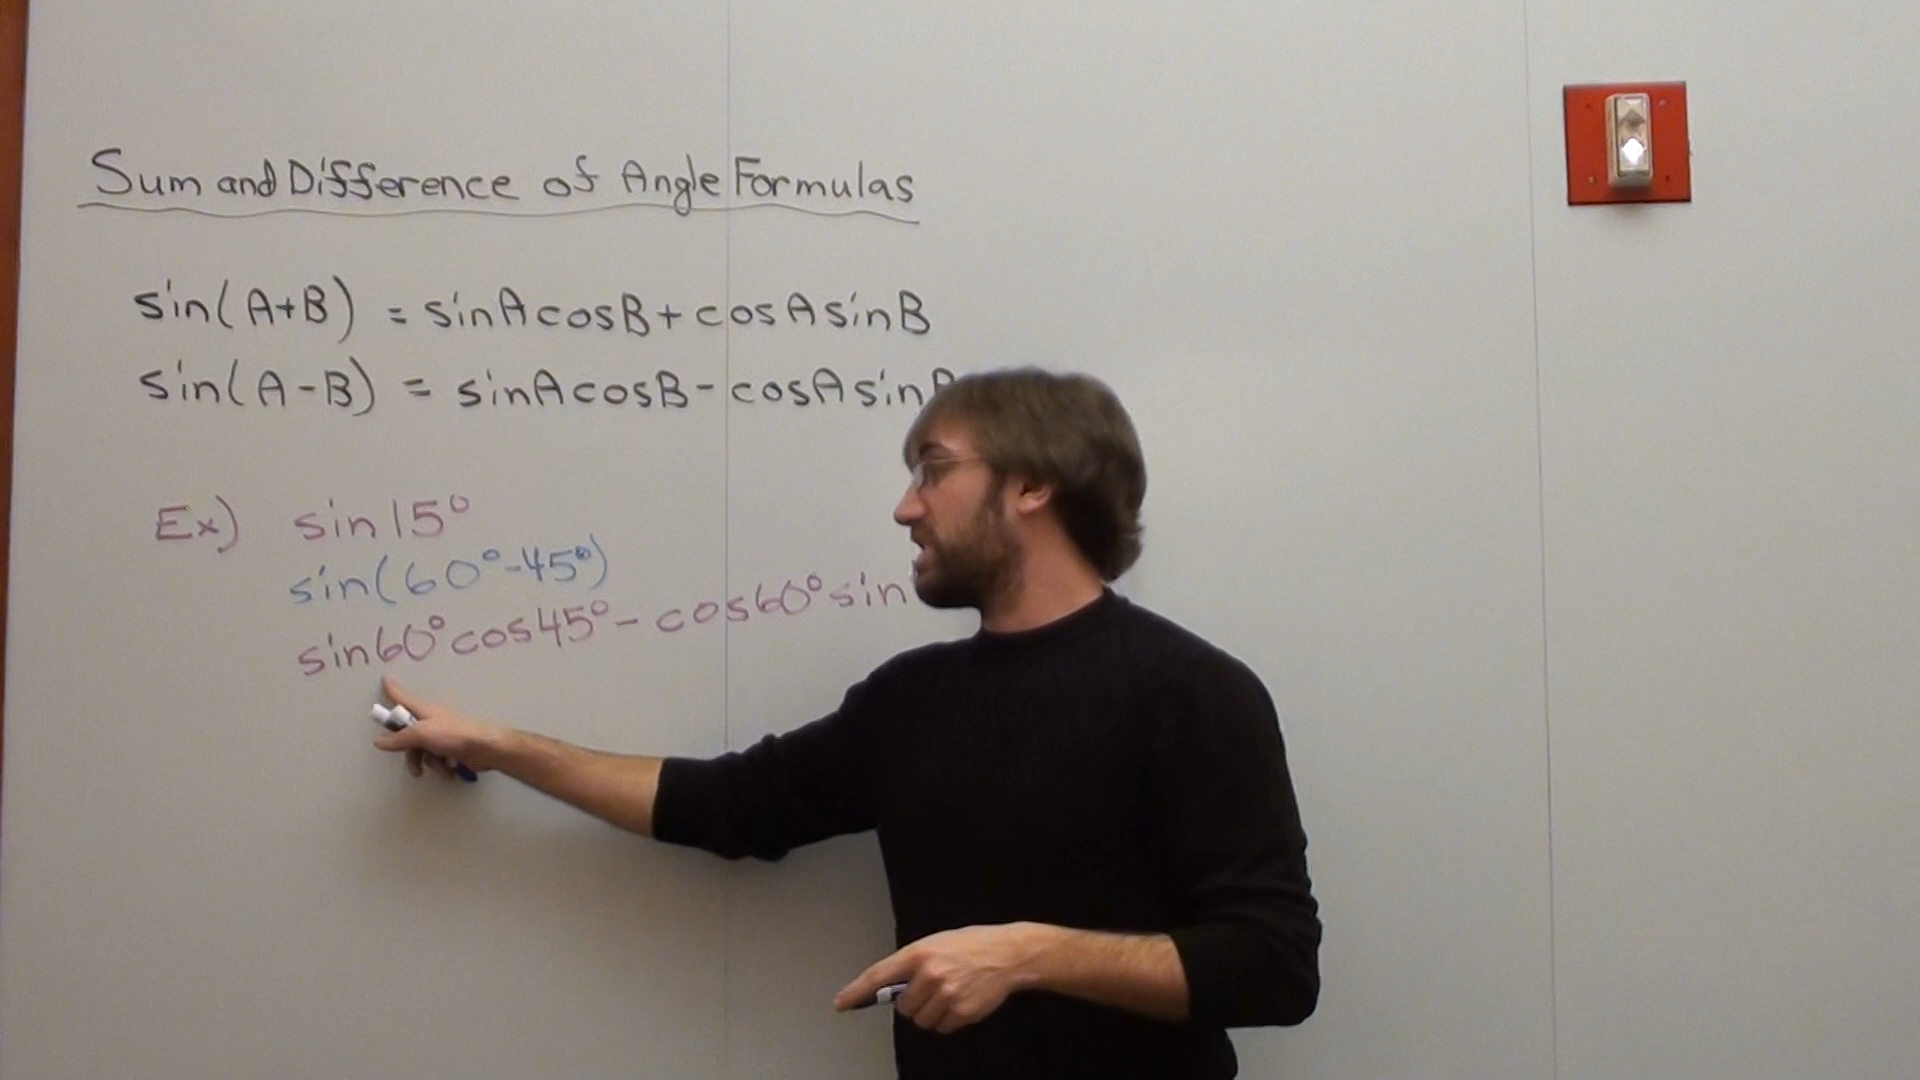 Sum and Difference of Angle Formulas
sin(A+B) = sinAcosB+cosAsinB
sin(A-B) = sinAcosB-cosAsin
Ex) sin15°
sin(60°-45°)
sin60°cos45°-cos60°sin